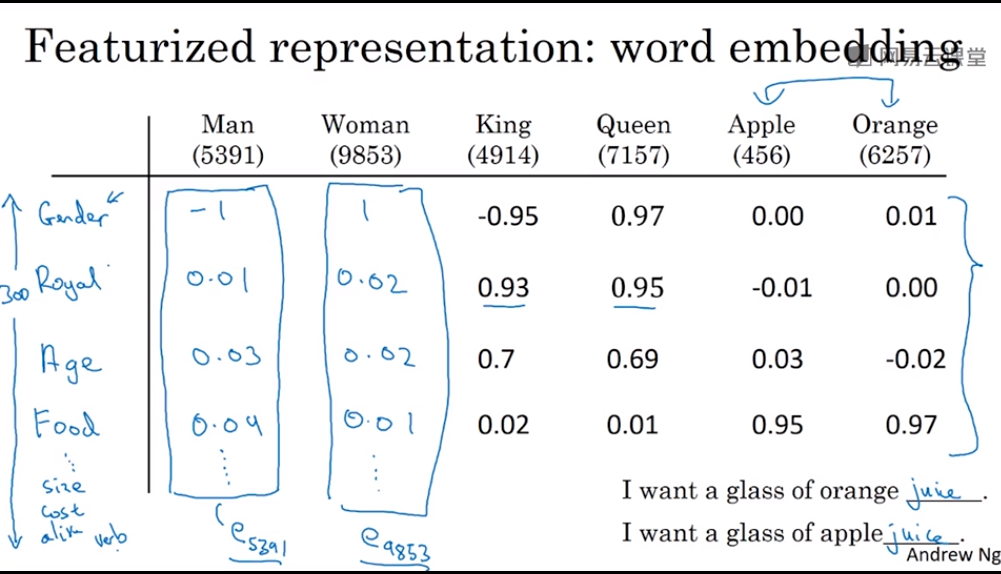 Featurized representation: word embedding
网易云课堂
Man Woman King Queen Apple Orange
(5391) (9853) (4914) (7157) (456) (6257)
Gender -1 1 -0.95 0.97 0.00 0.01
300 Royal 0.01 0.02 0.93 0.95 -0.01 0.00
Age 0.03 0.02 0.7 0.69 0.03 -0.02
Food 0.04 0.01 0.02 0.01 0.95 0.97
size
cost
alive verb
e5391 e9853
I want a glass of orange juice.
I want a glass of apple juice.
Andrew Ng